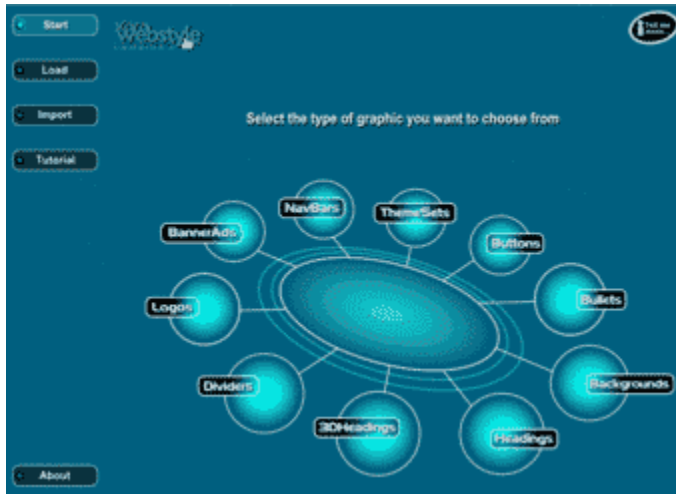 Start
Xara
Webstyle
Load
Import
Tutorial
Select the type of graphic you want to choose from
NavBars
ThemeSets
BannerAds
Buttons
Logos
Bullets
Dividers
Backgrounds
3DHeadings
Headings
About